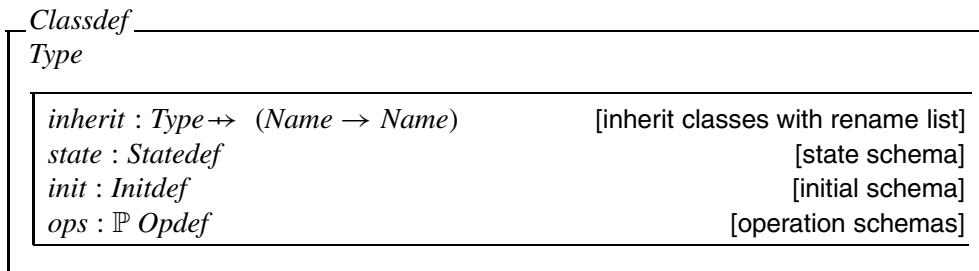 Classdef
Type
inherit : Type ⇸ (Name → Name) [inherit classes with rename list]
state : Statedef [state schema]
init : Initdef [initial schema]
ops : ℙ Opdef [operation schemas]